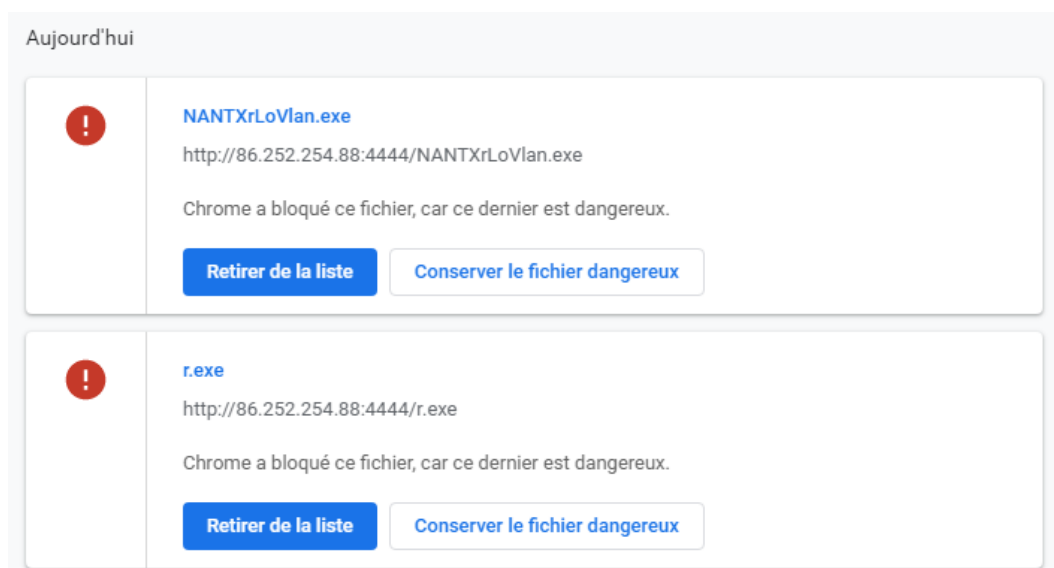 Aujourd'hui
NANTXrLoVlan.exe
http://86.252.254.88:4444/NANTXrLoVlan.exe
Chrome a bloqué ce fichier, car ce dernier est dangereux.
Retirer de la liste
Conserver le fichier dangereux
r.exe
http://86.252.254.88:4444/r.exe
Chrome a bloqué ce fichier, car ce dernier est dangereux.
Retirer de la liste
Conserver le fichier dangereux